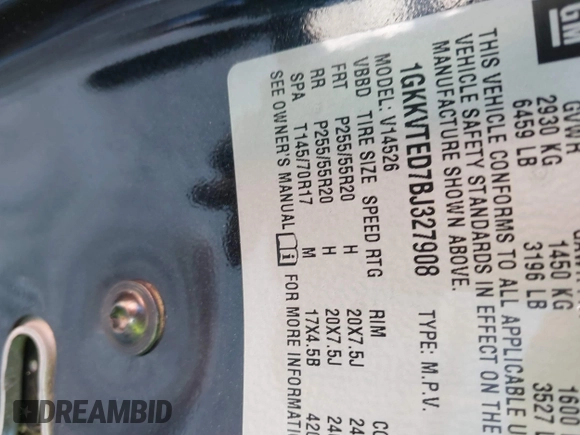 GM
GVWR
2930 KG 1450 KG 1600
6459 LB 3196 LB 3527
THIS VEHICLE CONFORMS TO ALL APPLICABLE
VEHICLE SAFETY STANDARDS IN EFFECT ON THE
MANUFACTURE SHOWN ABOVE.
1GKKVTED7BJ327908 TYPE: M.P.V.
MODEL: V14526
VBBD TIRE SIZE SPEED RTG RIM
FRT P255/55R20 H 20X7.5J
RR P255/55R20 H 20X7.5J
SPA T145/70R17 M 17X4.5B 420
SEE OWNER'S MANUAL i FOR MORE
DREAMBID